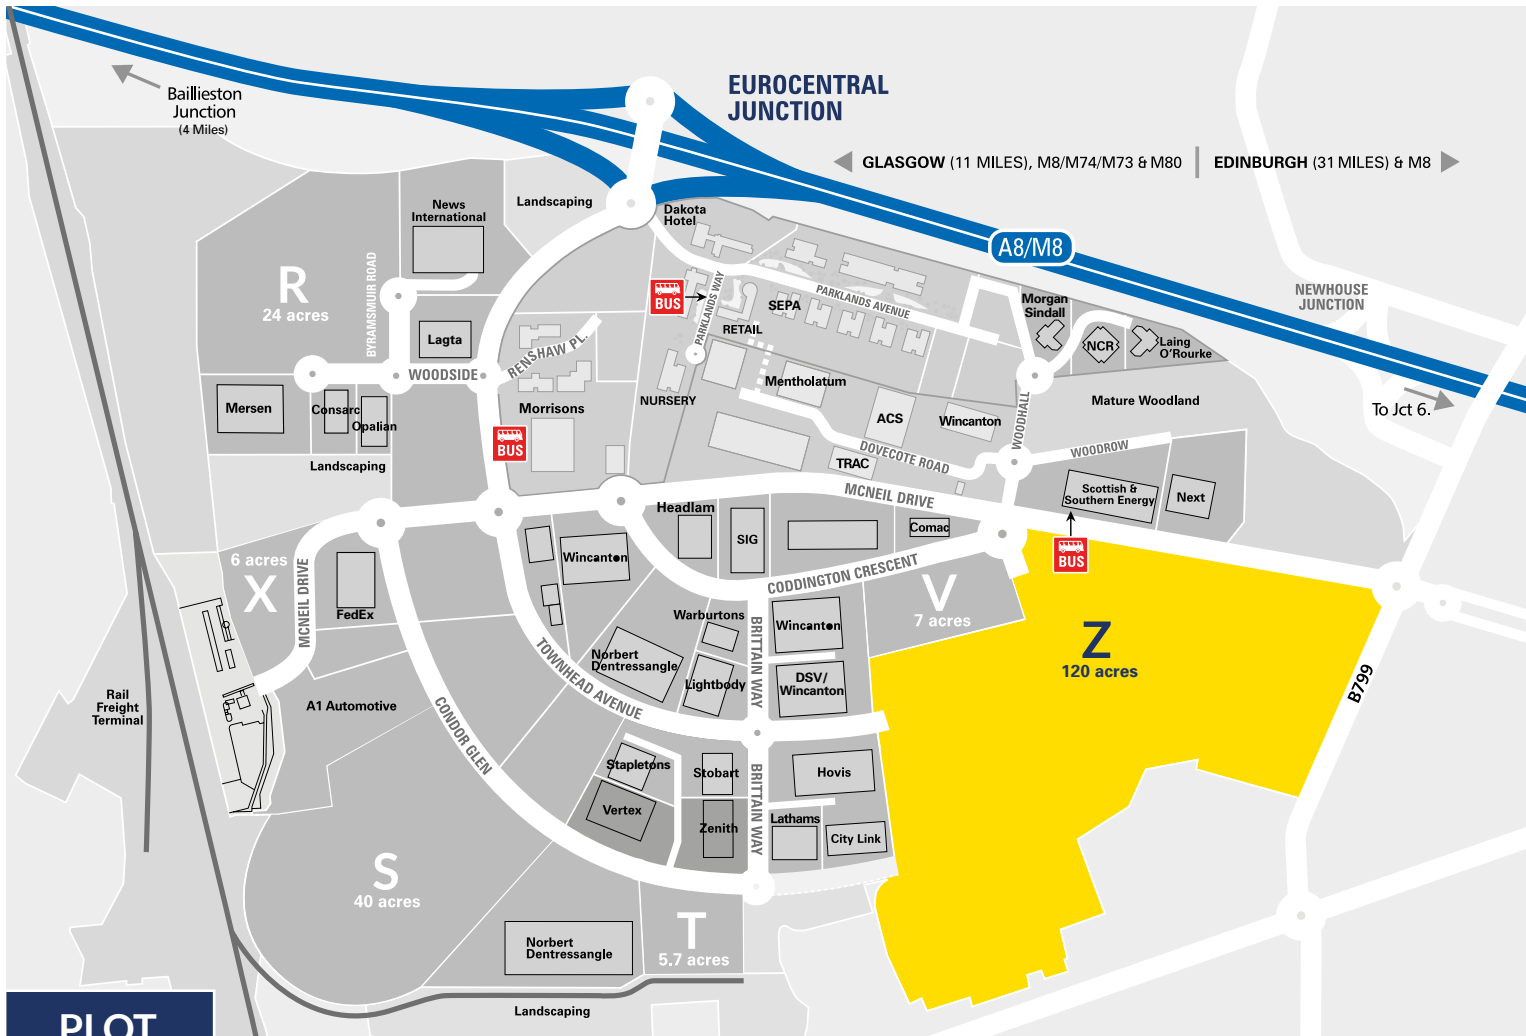 EUROCENTRAL
JUNCTION
Baillieston
Junction
(4 Miles)
GLASGOW (11 MILES), M8/M74/M73 & M80
EDINBURGH (31 MILES) & M8
A8/M8
NEWHOUSE
JUNCTION
To Jct 6.
News
International
Landscaping
Dakota
Hotel
R
24 acres
BYRAMSMUIR ROAD
Lagta
WOODSIDE
RENSHAW PL.
BUS
PARKLANDS WAY
PARKLANDS AVENUE
SEPA
RETAIL
Morgan
Sindall
NCR
Laing
O'Rourke
Mersen
Consarc
Opalian
Landscaping
Morrisons
BUS
NURSERY
Mentholatum
ACS
Wincanton
WOODHALL
Mature Woodland
DOVECOTE ROAD
TRAC
WOODROW
MCNEIL DRIVE
Scottish &
Southern Energy
Next
BUS
Headlam
SIG
Comac
CODDINGTON CRESCENT
6 acres
X
MCNEIL DRIVE
FedEx
Wincanton
V
7 acres
Z
120 acres
B799
Warburtons
Wincanton
BRITTAIN WAY
Norbert
Dentressangle
Lightbody
DSV/
Wincanton
TOWNHEAD AVENUE
Rail
Freight
Terminal
A1 Automotive
CONDOR GLEN
Stapletons
Stobart
Hovis
BRITTAIN WAY
Vertex
Zenith
Lathams
City Link
S
40 acres
Norbert
Dentressangle
T
5.7 acres
Landscaping
PLOT